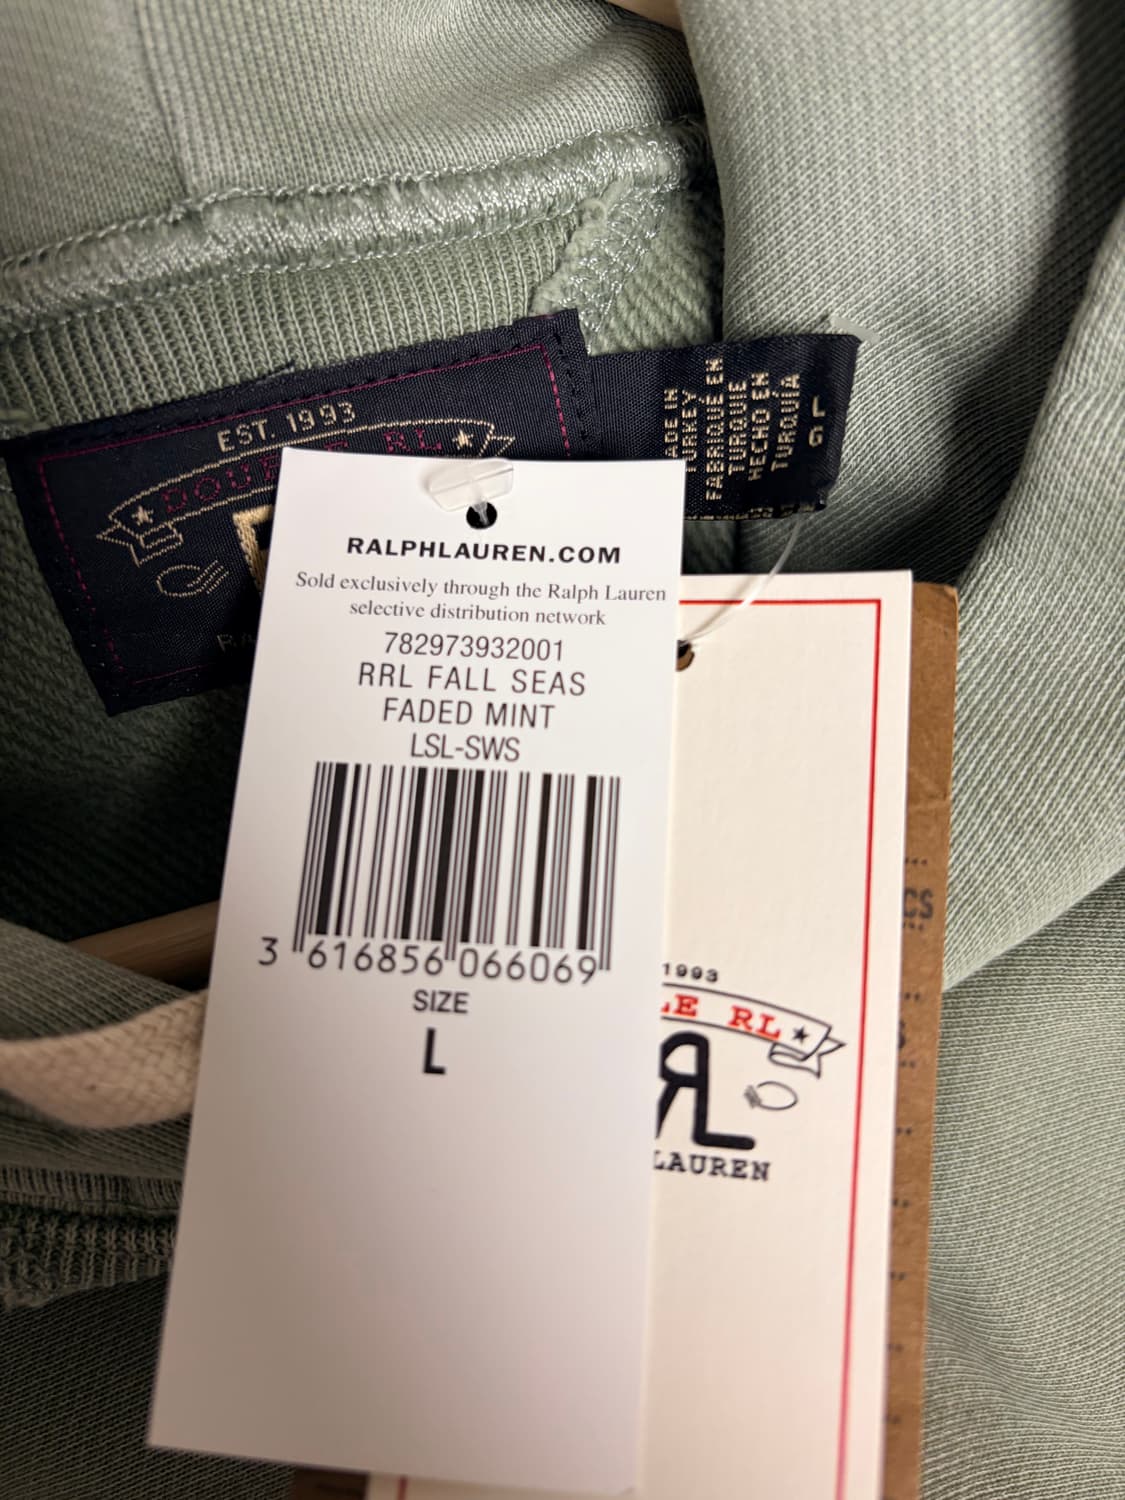 EST. 1993
DOUBLE RL
MADE IN
TURKEY
FABRIQUÉ EN
TURQUIE
HECHO EN
TURQUÍA
L
G
RALPHLAUREN.COM
Sold exclusively through the Ralph Lauren
selective distribution network
782973932001
RRL FALL SEAS
FADED MINT
LSL-SWS
3 616856 066069
SIZE
L
1993
LE RL
RL
LAUREN
CS